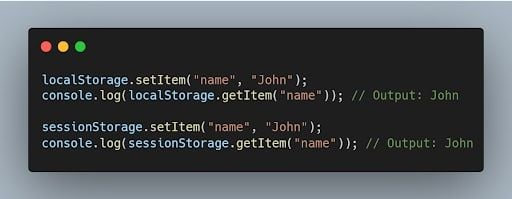 localStorage.setItem("name", "John");
console.log(localStorage.getItem("name")); // Output: John
sessionStorage.setItem("name", "John");
console.log(sessionStorage.getItem("name")); // Output: John